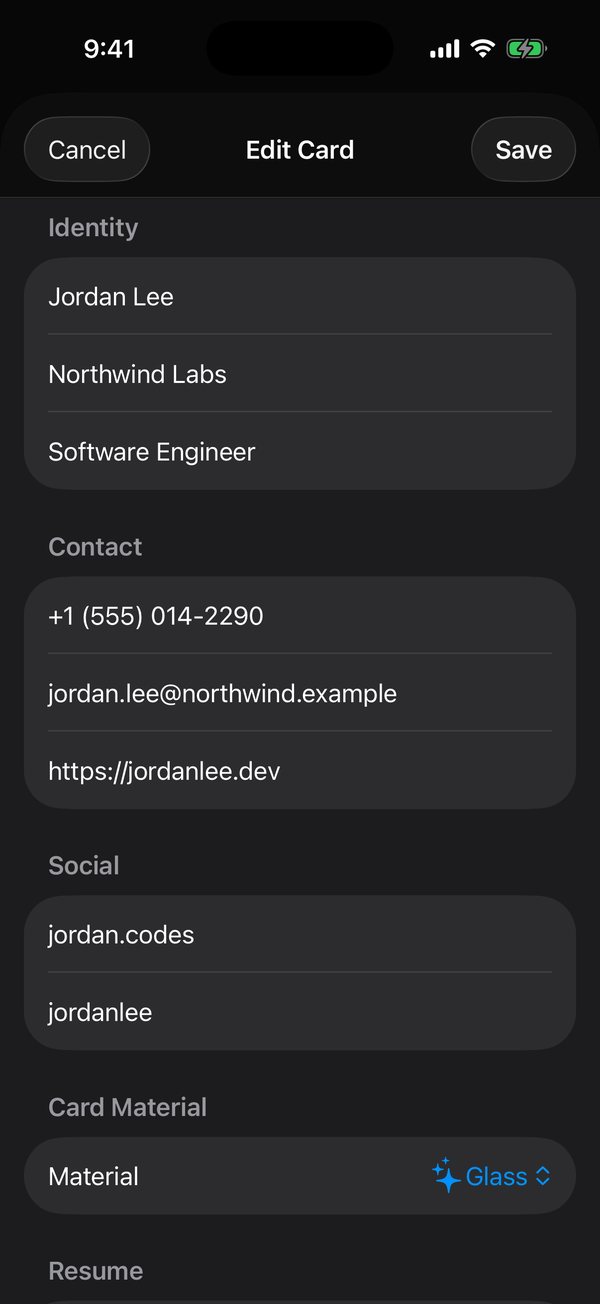 9:41
Cancel
Edit Card
Save
Identity
Jordan Lee
Northwind Labs
Software Engineer
Contact
+1 (555) 014-2290
jordan.lee@northwind.example
https://jordanlee.dev
Social
jordan.codes
jordanlee
Card Material
Material
Glass
Resume